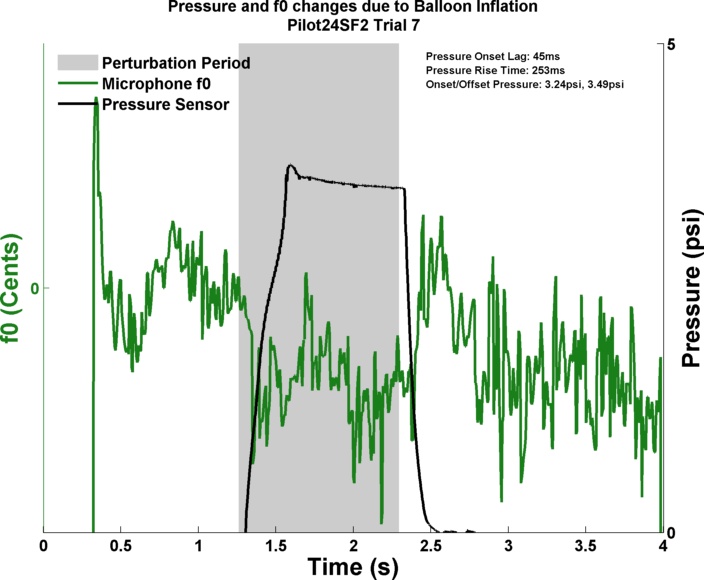 Pressure and f0 changes due to Balloon Inflation
Pilot24SF2 Trial 7
5
Perturbation Period
Microphone f0
Pressure Sensor
Pressure Onset Lag: 45ms
Pressure Rise Time: 253ms
Onset/Offset Pressure: 3.24psi, 3.49psi
f0 (Cents)
0
Pressure (psi)
0
0 0.5 1 1.5 2 2.5 3 3.5 4
Time (s)